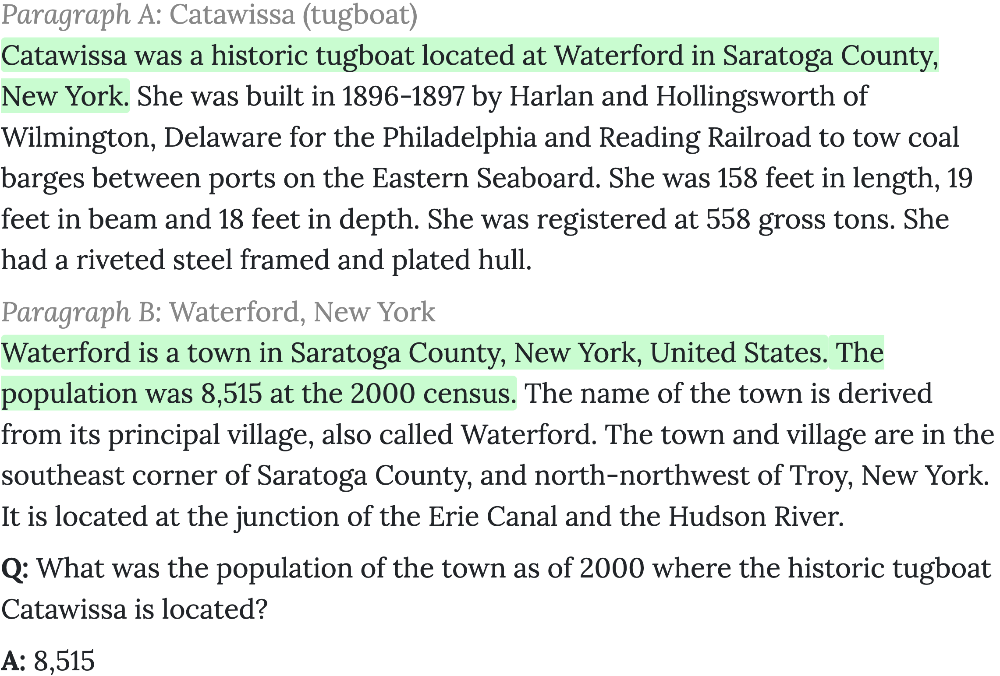 Paragraph A: Catawissa (tugboat)
Catawissa was a historic tugboat located at Waterford in Saratoga County,
New York. She was built in 1896–1897 by Harlan and Hollingsworth of
Wilmington, Delaware for the Philadelphia and Reading Railroad to tow coal
barges between ports on the Eastern Seaboard. She was 158 feet in length, 19
feet in beam and 18 feet in depth. She was registered at 558 gross tons. She
had a riveted steel framed and plated hull.
Paragraph B: Waterford, New York
Waterford is a town in Saratoga County, New York, United States. The
population was 8,515 at the 2000 census. The name of the town is derived
from its principal village, also called Waterford. The town and village are in the
southeast corner of Saratoga County, and north-northwest of Troy, New York.
It is located at the junction of the Erie Canal and the Hudson River.
Q: What was the population of the town as of 2000 where the historic tugboat
Catawissa is located?
A: 8,515